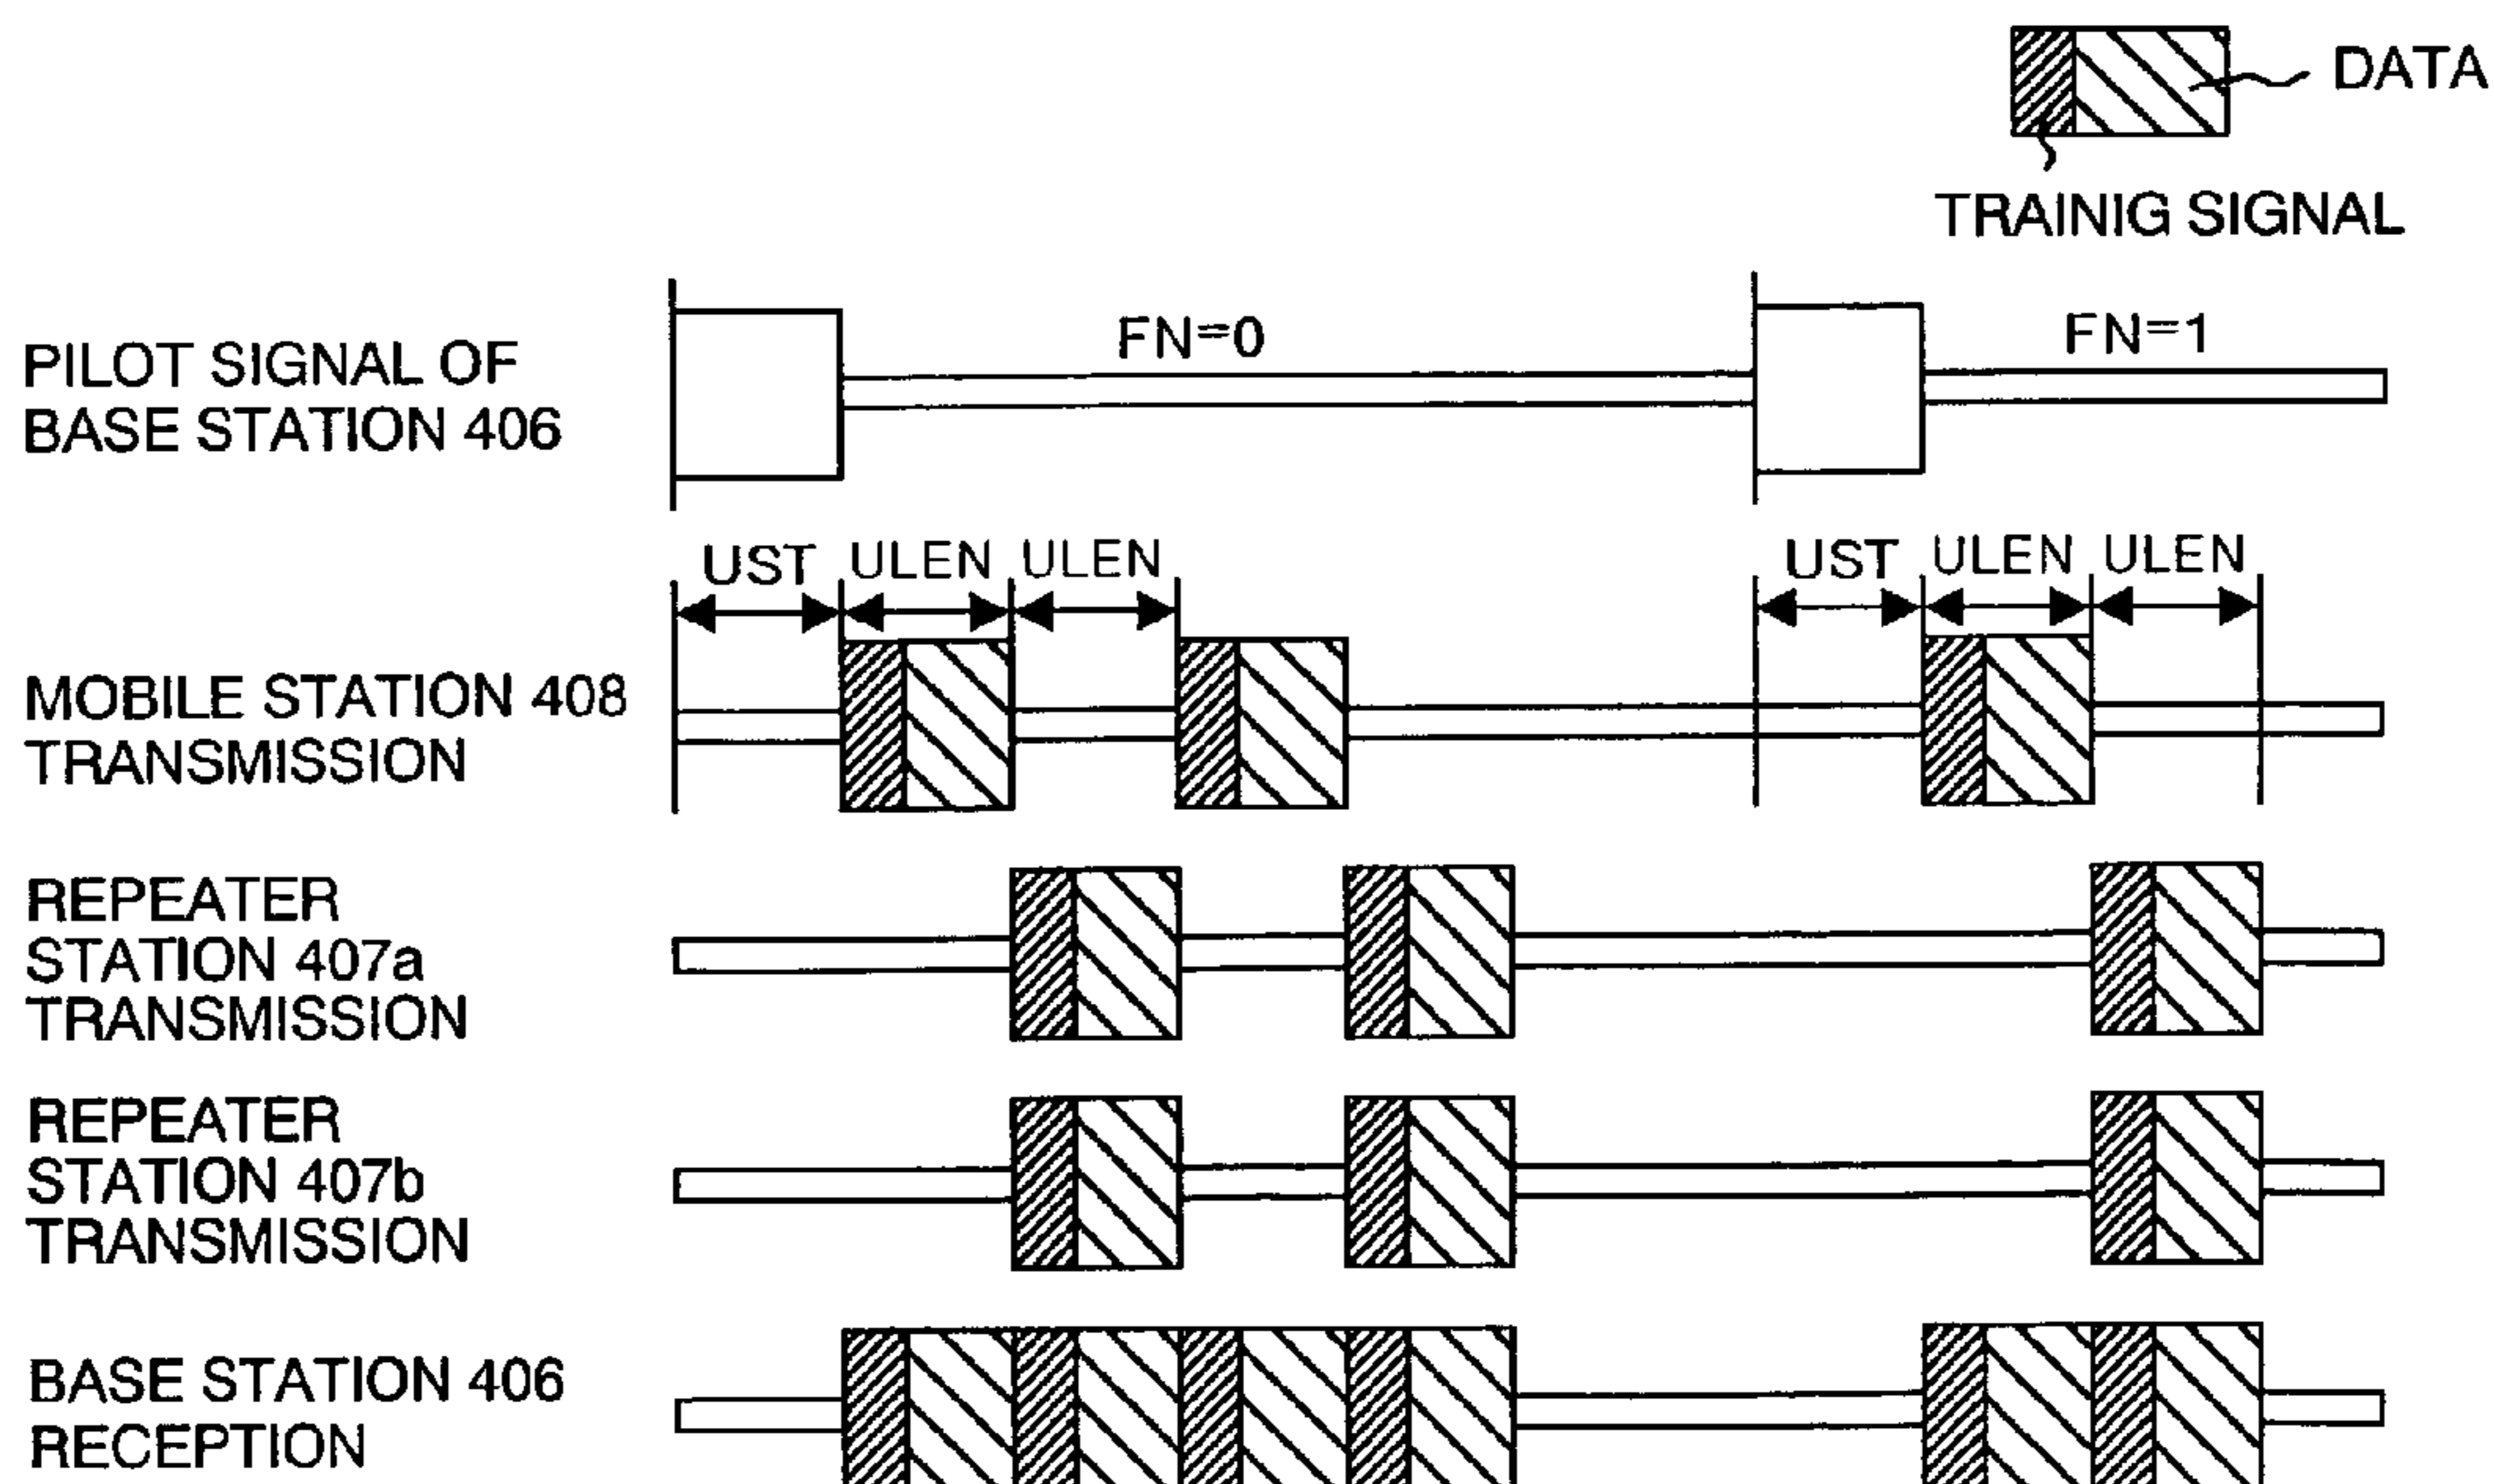 DATA
TRAINIG SIGNAL
FN=0
FN=1
PILOT SIGNAL OF
BASE STATION 406
UST ULEN ULEN
UST ULEN ULEN
MOBILE STATION 408
TRANSMISSION
REPEATER
STATION 407a
TRANSMISSION
REPEATER
STATION 407b
TRANSMISSION
BASE STATION 406
RECEPTION